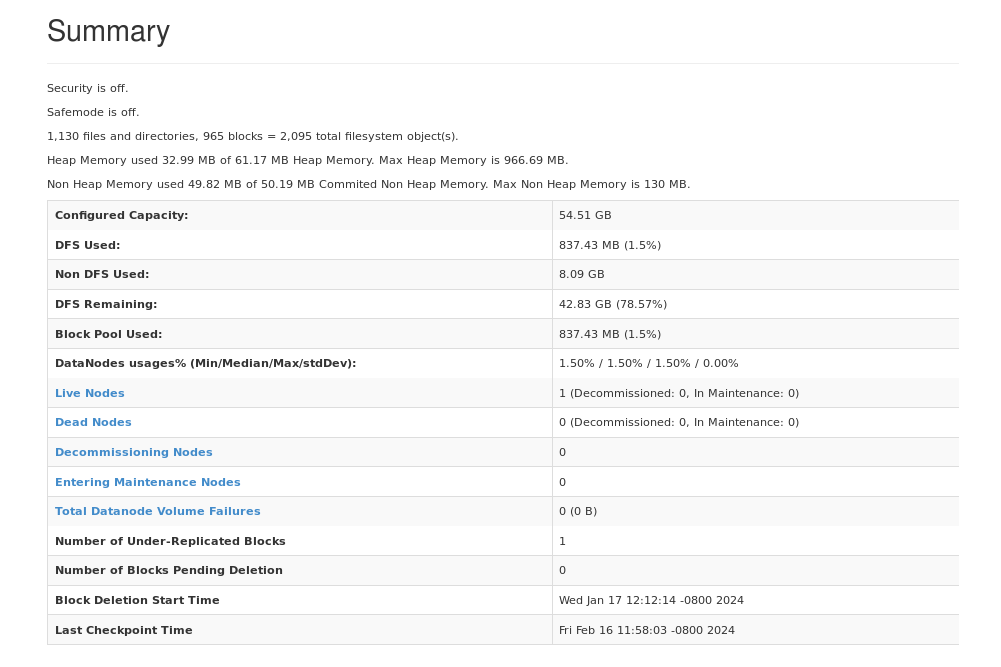 Summary
Security is off.
Safemode is off.
1,130 files and directories, 965 blocks = 2,095 total filesystem object(s).
Heap Memory used 32.99 MB of 61.17 MB Heap Memory. Max Heap Memory is 966.69 MB.
Non Heap Memory used 49.82 MB of 50.19 MB Commited Non Heap Memory. Max Non Heap Memory is 130 MB.
Configured Capacity: 54.51 GB
DFS Used: 837.43 MB (1.5%)
Non DFS Used: 8.09 GB
DFS Remaining: 42.83 GB (78.57%)
Block Pool Used: 837.43 MB (1.5%)
DataNodes usages% (Min/Median/Max/stdDev): 1.50% / 1.50% / 1.50% / 0.00%
Live Nodes 1 (Decommissioned: 0, In Maintenance: 0)
Dead Nodes 0 (Decommissioned: 0, In Maintenance: 0)
Decommissioning Nodes 0
Entering Maintenance Nodes 0
Total Datanode Volume Failures 0 (0 B)
Number of Under-Replicated Blocks 1
Number of Blocks Pending Deletion 0
Block Deletion Start Time Wed Jan 17 12:12:14 -0800 2024
Last Checkpoint Time Fri Feb 16 11:58:03 -0800 2024